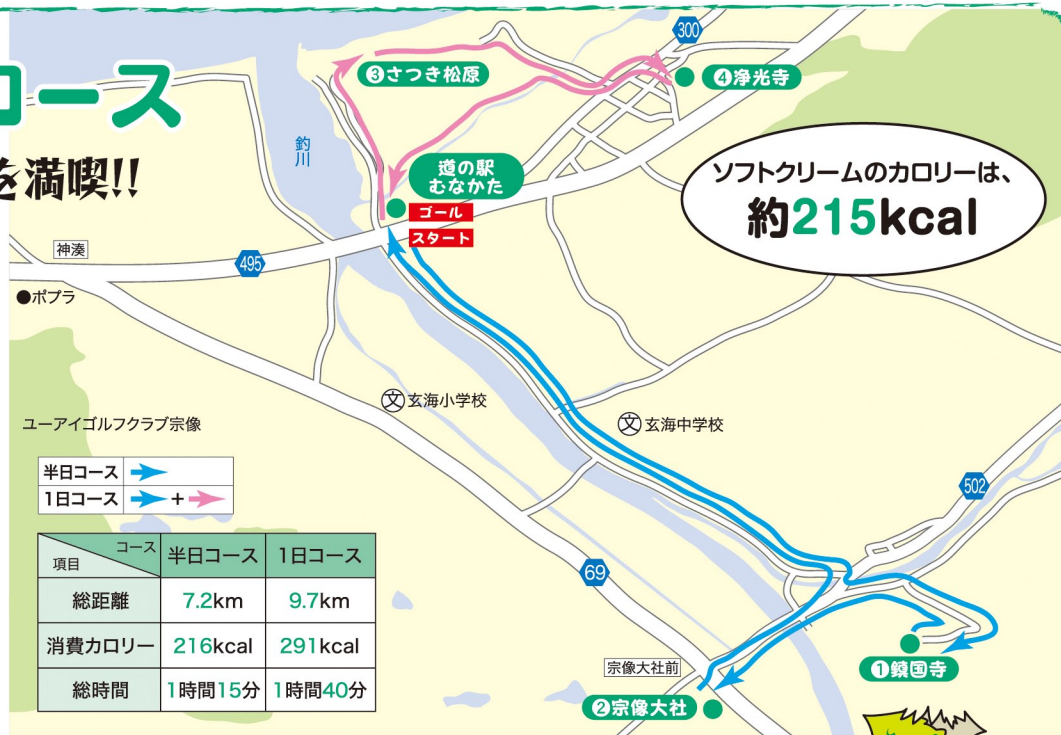 コース
を満喫!!
300
③さつき松原
④浄光寺
釣川
道の駅
むなかた
ゴール
スタート
ソフトクリームのカロリーは、
約215kcal
神湊
495
ポプラ
文 玄海小学校
文 玄海中学校
ユーアイゴルフクラブ宗像
半日コース
1日コース +
502
コース 半日コース 1日コース
項目
総距離 7.2km 9.7km
消費カロリー 216kcal 291kcal
総時間 1時間15分 1時間40分
69
宗像大社前
①鎮国寺
②宗像大社